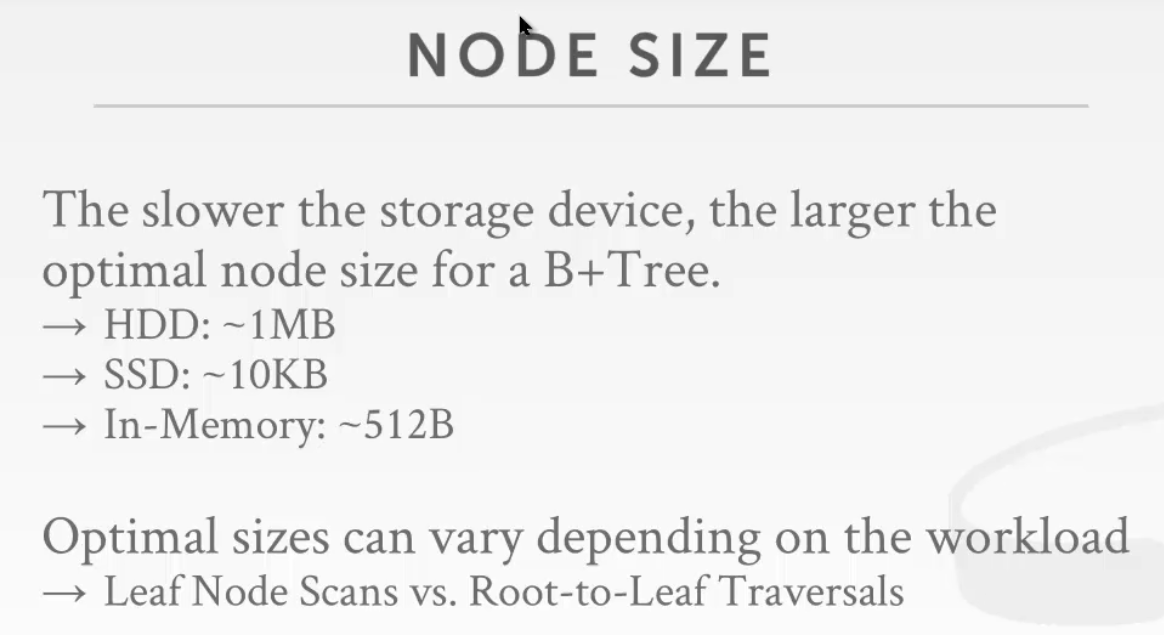 NODE SIZE
The slower the storage device, the larger the
optimal node size for a B+Tree.
→ HDD: ~1MB
→ SSD: ~10KB
→ In-Memory: ~512B
Optimal sizes can vary depending on the workload
→ Leaf Node Scans vs. Root-to-Leaf Traversals